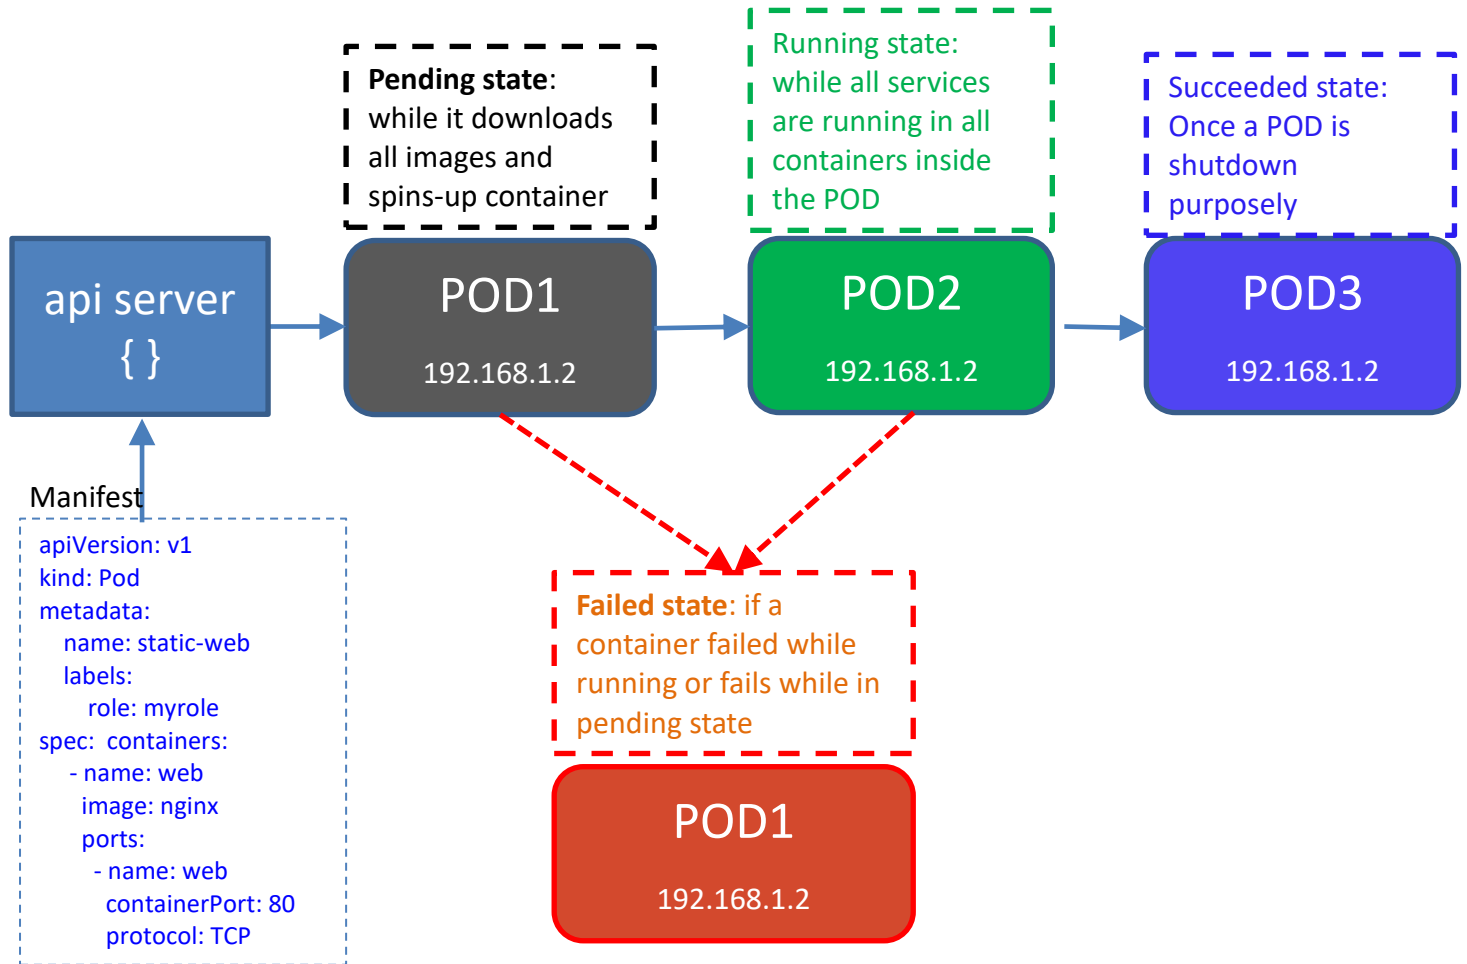 Pending state:
while it downloads
all images and
spins-up container
Running state:
while all services
are running in all
containers inside
the POD
Succeeded state:
Once a POD is
shutdown
purposely
api server
{ }
POD1
192.168.1.2
POD2
192.168.1.2
POD3
192.168.1.2
Manifest
apiVersion: v1
kind: Pod
metadata:
name: static-web
labels:
role: myrole
spec: containers:
- name: web
image: nginx
ports:
- name: web
containerPort: 80
protocol: TCP
Failed state: if a
container failed while
running or fails while in
pending state
POD1
192.168.1.2